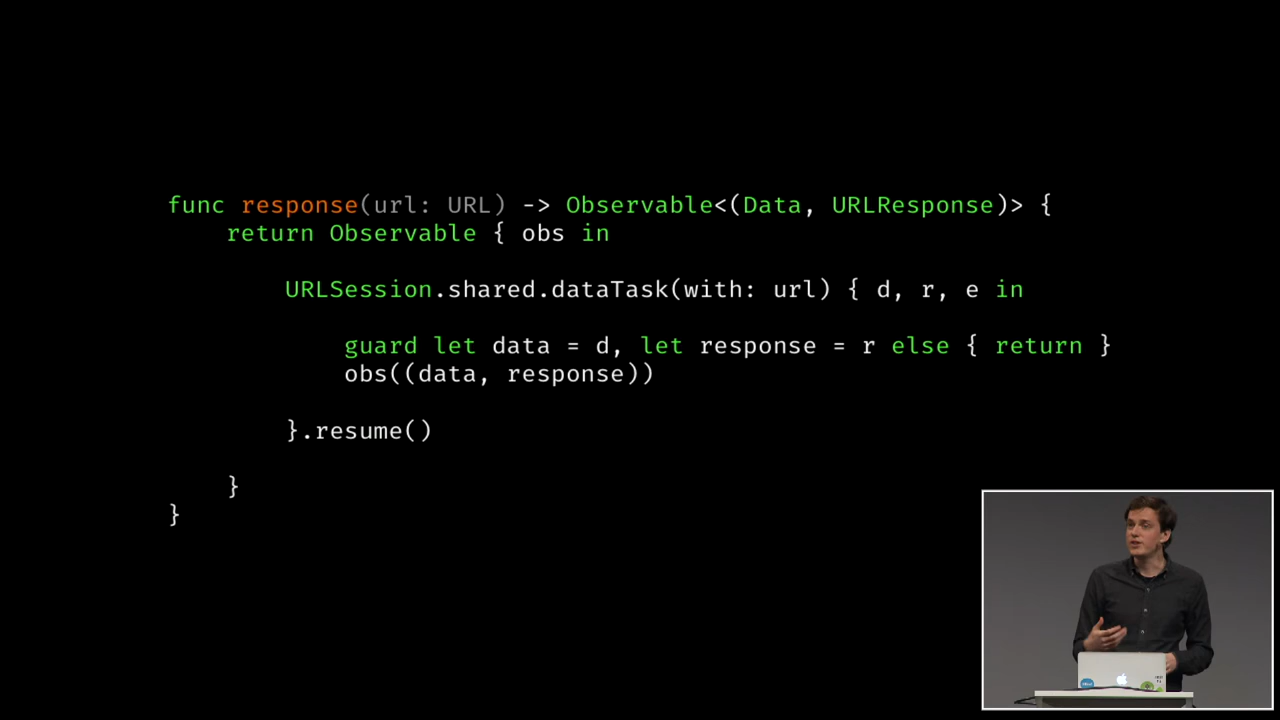 func response(url: URL) -> Observable<(Data, URLResponse)> {
return Observable { obs in
URLSession.shared.dataTask(with: url) { d, r, e in
guard let data = d, let response = r else { return }
obs((data, response))
}.resume()
}
}